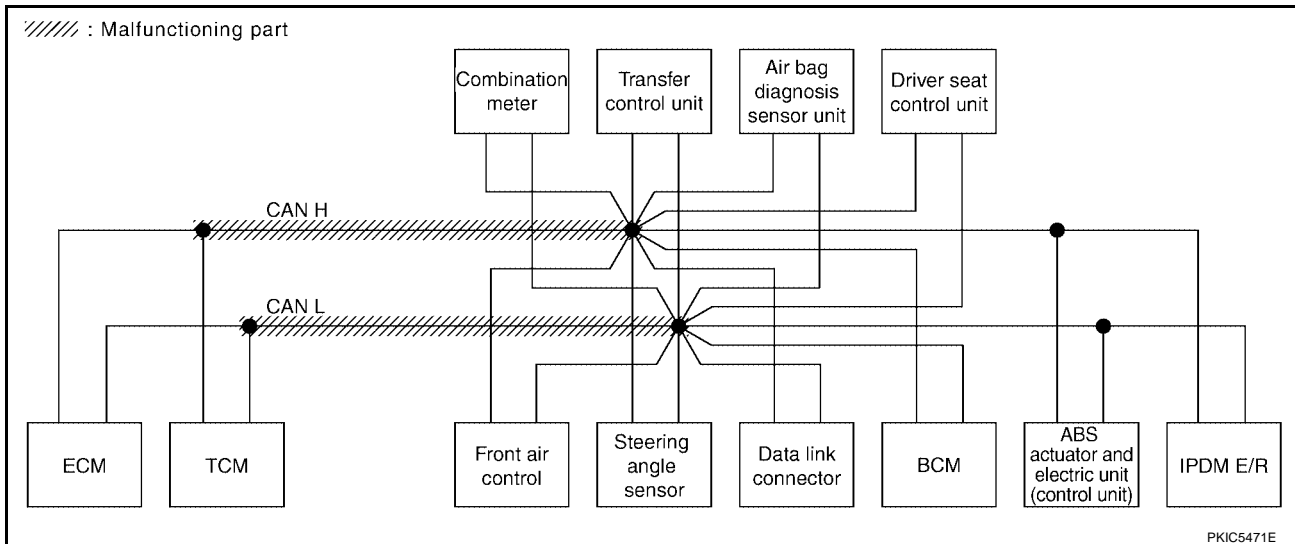 : Malfunctioning part
Combination
meter
Transfer
control unit
Air bag
diagnosis
sensor unit
Driver seat
control unit
CAN H
CAN L
ECM
TCM
Front air
control
Steering
angle
sensor
Data link
connector
BCM
ABS
actuator and
electric unit
(control unit)
IPDM E/R
PKIC5471E